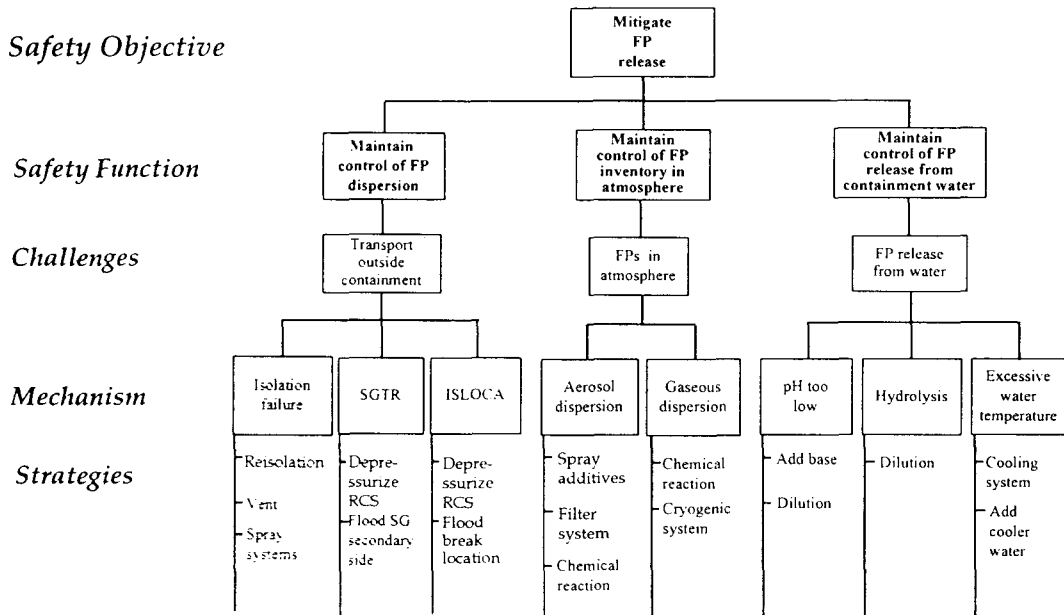 Safety Objective
Mitigate
FP
release
Safety Function
Maintain
control of FP
dispersion
Maintain
control of FP
inventory in
atmosphere
Maintain
control of FP
release from
containment water
Challenges
Transport
outside
containment
FPs in
atmosphere
FP release
from water
Mechanism
Isolation
failure
SGTR
ISLOCA
Aerosol
dispersion
Gaseous
dispersion
pH too
low
Hydrolysis
Excessive
water
temperature
Strategies
Reisolation
Vent
Spray
systems
Depre-
ssurize
RCS
Flood SG
secondary
side
Depre-
ssurize
RCS
Flood
break
location
Spray
additives
Filter
system
Chemical
reaction
Chemical
reaction
Cryogenic
system
Add base
Dilution
Dilution
Cooling
system
Add
cooler
water